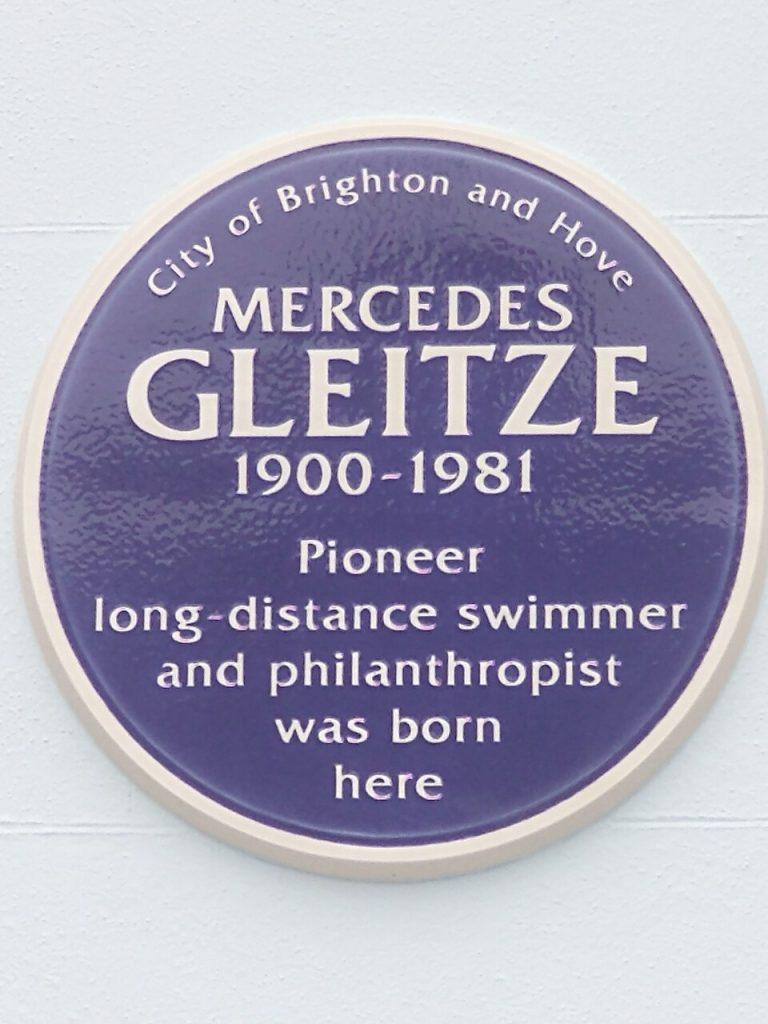 City of Brighton and Hove
MERCEDES
GLEITZE
1900-1981
Pioneer
long-distance swimmer
and philanthropist
was born
here